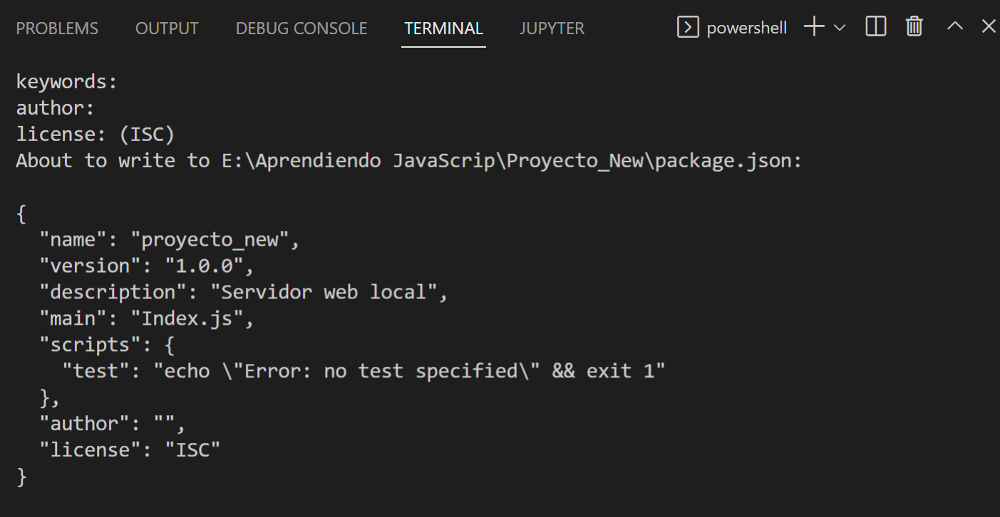 PROBLEMS OUTPUT DEBUG CONSOLE TERMINAL JUPYTER powershell
keywords:
author:
license: (ISC)
About to write to E:\Aprendiendo JavaScrip\Proyecto_New\package.json:
{
  "name": "proyecto_new",
  "version": "1.0.0",
  "description": "Servidor web local",
  "main": "Index.js",
  "scripts": {
    "test": "echo \"Error: no test specified\" && exit 1"
  },
  "author": "",
  "license": "ISC"
}